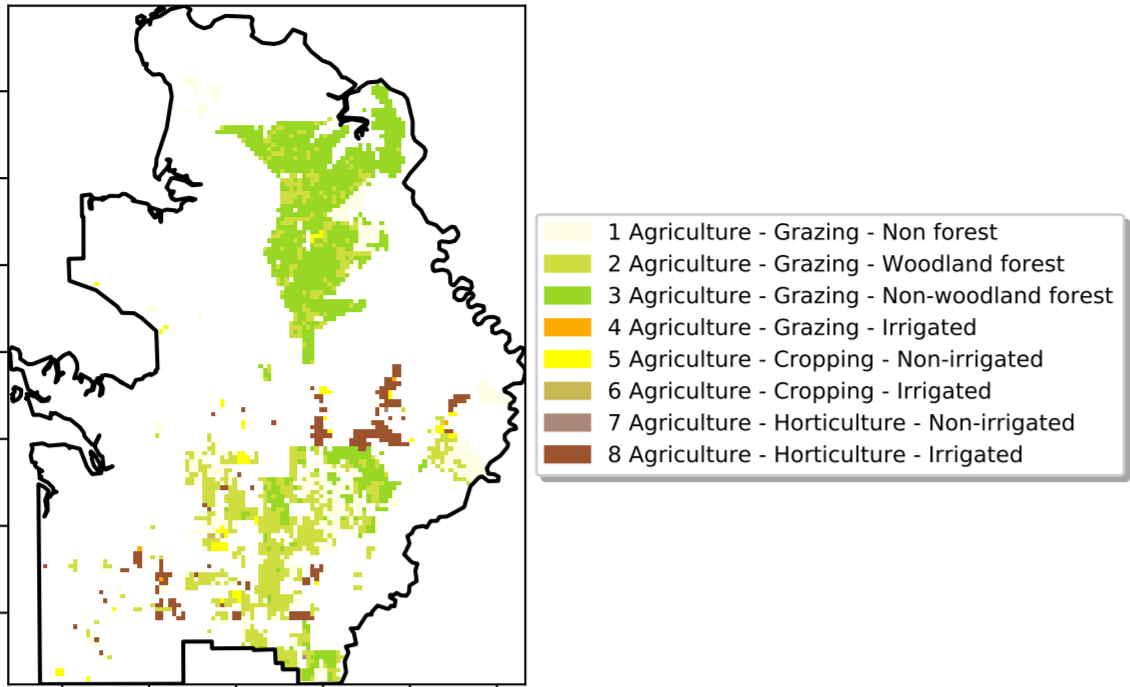 1 Agriculture - Grazing - Non forest
2 Agriculture - Grazing - Woodland forest
3 Agriculture - Grazing - Non-woodland forest
4 Agriculture - Grazing - Irrigated
5 Agriculture - Cropping - Non-irrigated
6 Agriculture - Cropping - Irrigated
7 Agriculture - Horticulture - Non-irrigated
8 Agriculture - Horticulture - Irrigated